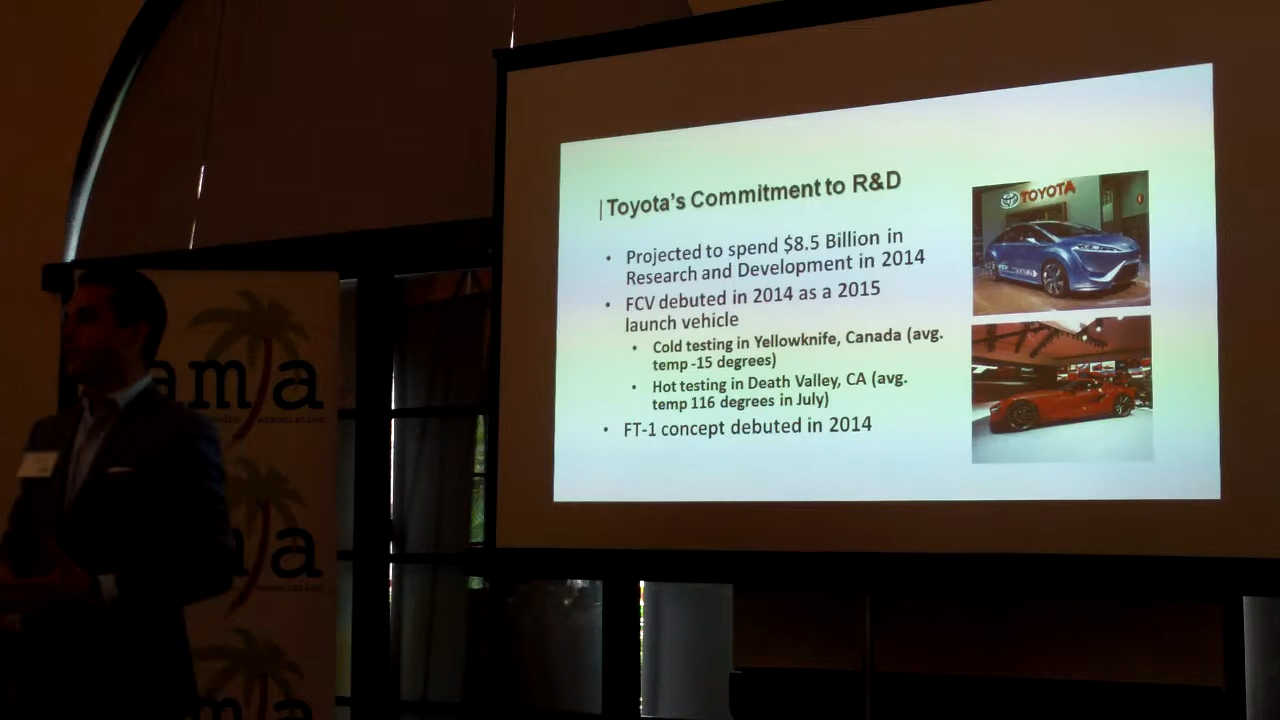 Toyota's Commitment to R&D
• Projected to spend $8.5 Billion in
Research and Development in 2014
• FCV debuted in 2014 as a 2015
launch vehicle
• Cold testing in Yellowknife, Canada (avg.
temp -15 degrees)
• Hot testing in Death Valley, CA (avg.
temp 116 degrees in July)
• FT-1 concept debuted in 2014
TOYOTA